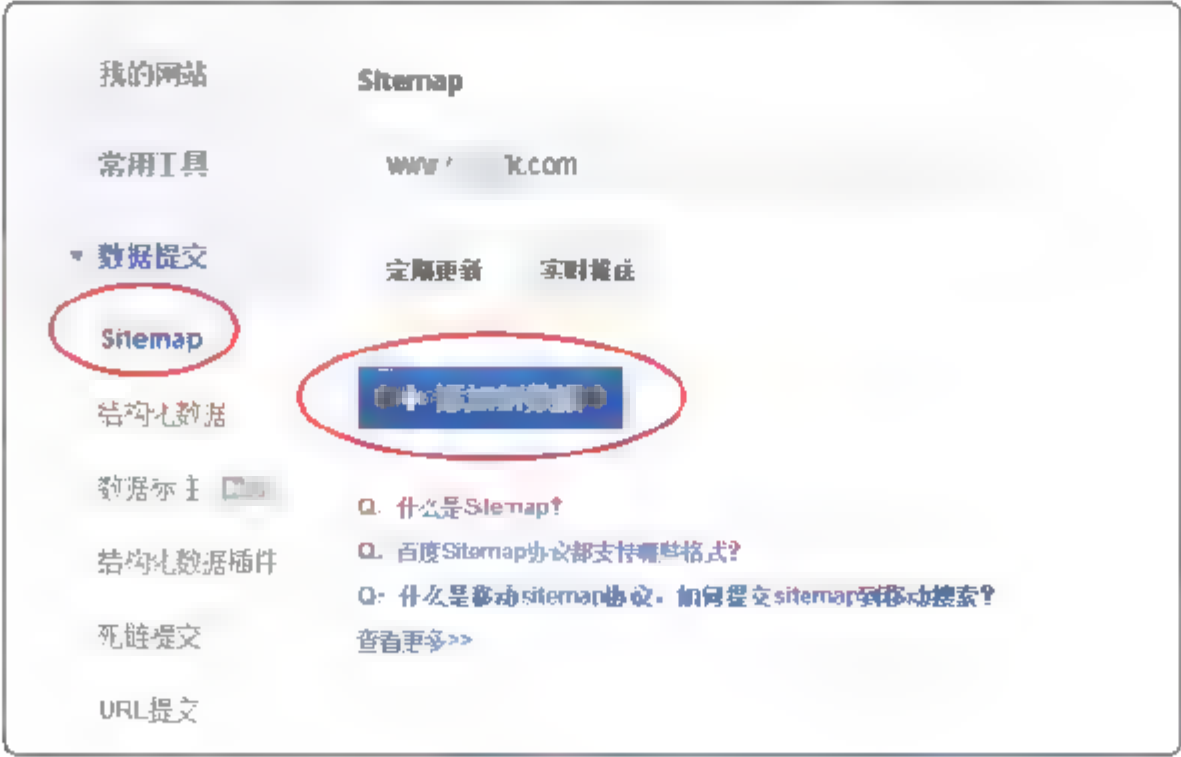 我的网站
常用工具
数据提交
Sitemap
结构化数据
数据标注
结构化数据插件
死链提交
URL提交
Sitemap
www k.com
定期更新 实时推送
Q. 什么是Sitemap?
Q. 百度Sitemap协议都支持哪些格式?
Q: 什么是移动sitemap协议,如何提交sitemap到移动搜索?
查看更多>>